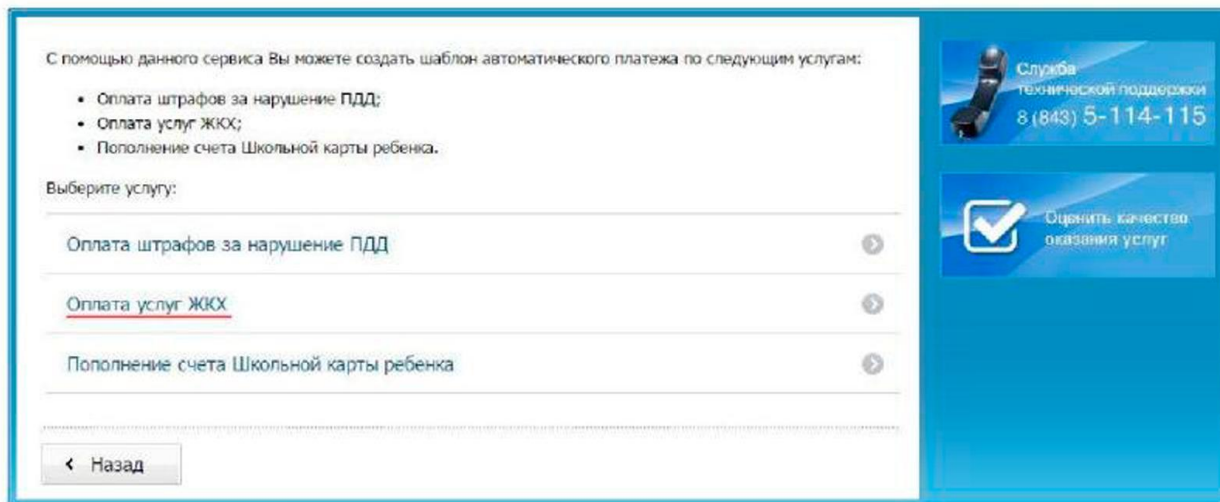 С помощью данного сервиса Вы можете создать шаблон автоматического платежа по следующим услугам:
• Оплата штрафов за нарушение ПДД;
• Оплата услуг ЖКХ;
• Пополнение счета Школьной карты ребенка.
Выберите услугу:
Оплата штрафов за нарушение ПДД
Оплата услуг ЖКХ
Пополнение счета Школьной карты ребенка
Назад
Служба
технической поддержки
8 (843) 5-114-115
Оценить качество
оказания услуг